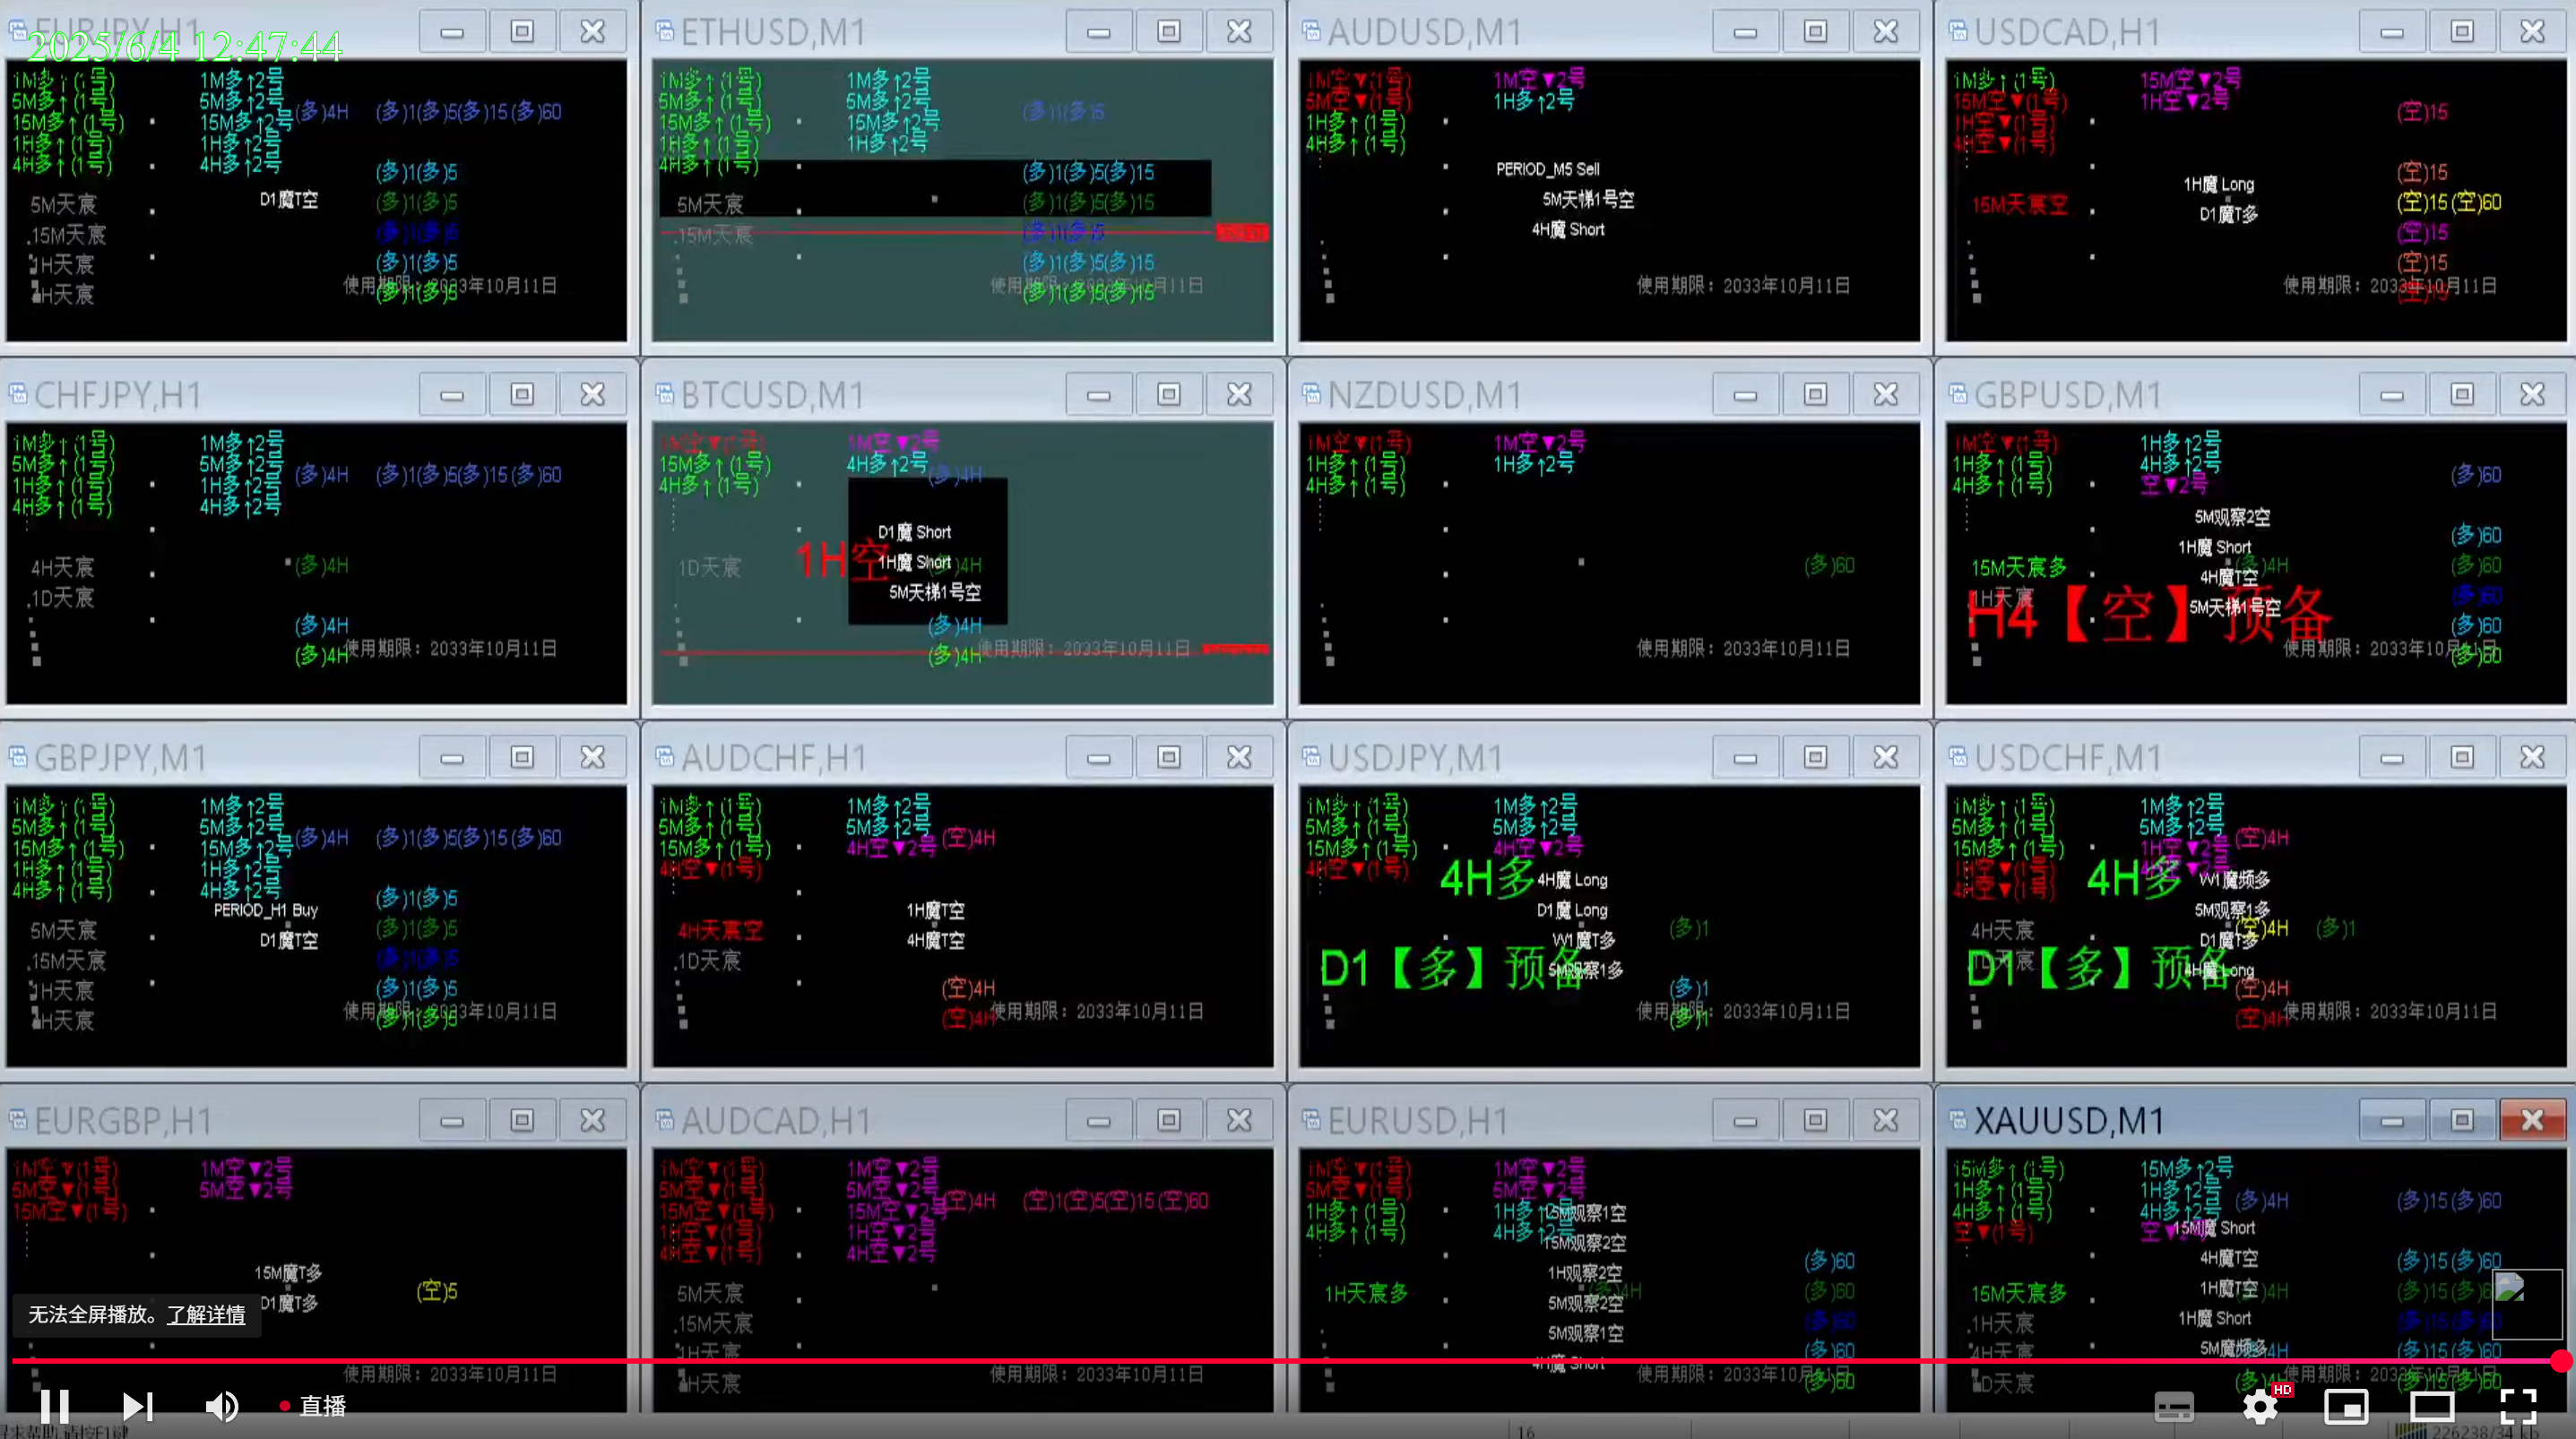 2025/6/4 12:47:44
EURJPY,H1
1M多↑(1号) 1M多↑2号
5M多↑(1号) 5M多↑2号 (多)4H (多)1(多)5(多)15(多)60
15M多↑(1号) 15M多↑2号
1H多↑(1号) 1H多↑2号
4H多↑(1号) 4H多↑2号
(多)1(多)5
5M天宸 D1魔T空 (多)1(多)5
.15M天宸 (多)1(多)5
1H天宸 (多)1(多)5
使用期限：2033年10月11日
H天宸 (多)1(多)5
ETHUSD,M1
1M多↑(1号) 1M多↑2号
5M多↑(1号) 5M多↑2号 (多)1(多)5
15M多↑(1号) 15M多↑2号
1H多↑(1号) 1H多↑2号
4H多↑(1号)
(多)1(多)5(多)15
5M天宸 (多)1(多)5(多)15
.15M天宸 (多)1(多)5
(多)1(多)5(多)15
使用期限：2033年10月11日
(多)1(多)5(多)15
AUDUSD,M1
1M空▼(1号) 1M空▼2号
5M空▼(1号) 1H多↑2号
1H多↑(1号)
4H多↑(1号)
PERIOD_M5 Sell
5M天梯1号空
4H魔 Short
使用期限：2033年10月11日
USDCAD,H1
1M多↑(1号) 15M空▼2号
15M空▼(1号) 1H空▼2号 (空)15
1H空▼(1号)
4H空▼(1号)
1H魔 Long (空)15
15M天宸空 D1魔T多 (空)15(空)60
(空)15
(空)15
使用期限：2033年10月11日
(空)15
CHFJPY,H1
1M多↑(1号) 1M多↑2号
5M多↑(1号) 5M多↑2号 (多)4H (多)1(多)5(多)15(多)60
1H多↑(1号) 1H多↑2号
4H多↑(1号) 4H多↑2号
4H天宸 (多)4H
.1D天宸
(多)4H
(多)4H 使用期限：2033年10月11日
BTCUSD,M1
1M空▼(1号) 1M空▼2号
15M多↑(1号) 4H多↑2号 (多)4H
4H多↑(1号)
D1魔 Short
1H空 1H魔 Short (多)4H
1D天宸
5M天梯1号空
(多)4H
(多)4H 使用期限：2033年10月11日
NZDUSD,M1
1M空▼(1号) 1M空▼2号
1H多↑(1号) 1H多↑2号
4H多↑(1号)
(多)60
使用期限：2033年10月11日
GBPUSD,M1
1M空▼(1号) 1H多↑2号
1H多↑(1号) 4H多↑2号 (多)60
4H多↑(1号) 空▼2号
5M观察2空
1H魔 Short (多)60
15M天宸多 4H魔T空 (多)4H (多)60
1H天宸 5M天梯1号空 (多)60
H4【空】预备 (多)60
使用期限：2033年10月11日
(多)60
GBPJPY,M1
1M多↑(1号) 1M多↑2号
5M多↑(1号) 5M多↑2号 (多)4H (多)1(多)5(多)15(多)60
15M多↑(1号) 15M多↑2号
1H多↑(1号) 1H多↑2号
4H多↑(1号) 4H多↑2号
PERIOD_H1 Buy (多)1(多)5
5M天宸 D1魔T空 (多)1(多)5
.15M天宸 (多)1(多)5
1H天宸 (多)1(多)5
使用期限：2033年10月11日
H天宸 (多)1(多)5
AUDCHF,H1
1M多↑(1号) 1M多↑2号
5M多↑(1号) 5M多↑2号 (空)4H
15M多↑(1号) 4H空▼2号
4H空▼(1号)
1H魔T空
4H天宸空 4H魔T空
.1D天宸
(空)4H
(空)4H 使用期限：2033年10月11日
USDJPY,M1
1M多↑(1号) 1M多↑2号
5M多↑(1号) 5M多↑2号
15M多↑(1号) 4H空▼2号
4H空▼(1号) 4H多 4H魔 Long
D1魔 Long
W1魔T多 (多)1
D1【多】预备 5M观察1多
(多)1
使用期限：2033年10月11日
(多)1
USDCHF,M1
1M多↑(1号) 1M多↑2号
5M多↑(1号) 5M多↑2号 (空)4H
15M多↑(1号) 1H空▼2号
1H空▼(1号)
4H空▼(1号) 4H多 W1魔频多
5M观察1多
4H天宸 D1魔T多 (空)4H (多)1
D1【多】预备 4H魔 Long
(空)4H
(空)4H 使用期限：2033年10月11日
EURGBP,H1
1M空▼(1号) 1M空▼2号
5M空▼(1号) 5M空▼2号
15M空▼(1号)
15M魔T多 (空)5
D1魔T多
使用期限：2033年10月11日
AUDCAD,H1
1M空▼(1号) 1M空▼2号
5M空▼(1号) 5M空▼2号 (空)4H (空)1(空)5(空)15(空)60
15M空▼(1号) 15M空▼2号
1H空▼(1号) 1H空▼2号
4H空▼(1号) 4H空▼2号
5M天宸
.15M天宸
1H天宸
H天宸 使用期限：2033年10月11日
EURUSD,H1
1M空▼(1号) 1M空▼2号
5M空▼(1号) 5M空▼2号
1H多↑(1号) 1H多↑ 15M观察1空
4H多↑(1号) 4H多↑2号 15M观察2空
1H观察2空 (多)60
1H天宸多 5M观察2空 (多)4H (多)60
5M观察1空 (多)60
4H魔 Short (多)60
使用期限：2033年10月11日
(多)60
XAUUSD,M1
15M多↑(1号) 15M多↑2号
1H多↑(1号) 1H多↑2号 (多)4H (多)15(多)60
4H多↑(1号) 4H多↑2号
空▼(1号) 空▼ 15M魔 Short
4H魔T空 (多)15(多)60
15M天宸多 1H魔T空 4H (多)15(多)6
.1H天宸 1H魔 Short (多)15(多)60
4H天宸 5M魔频多 4H (多)15(多)60
D天宸 使用期限：2033年10月11日
无法全屏播放。了解详情
直播
HD
16